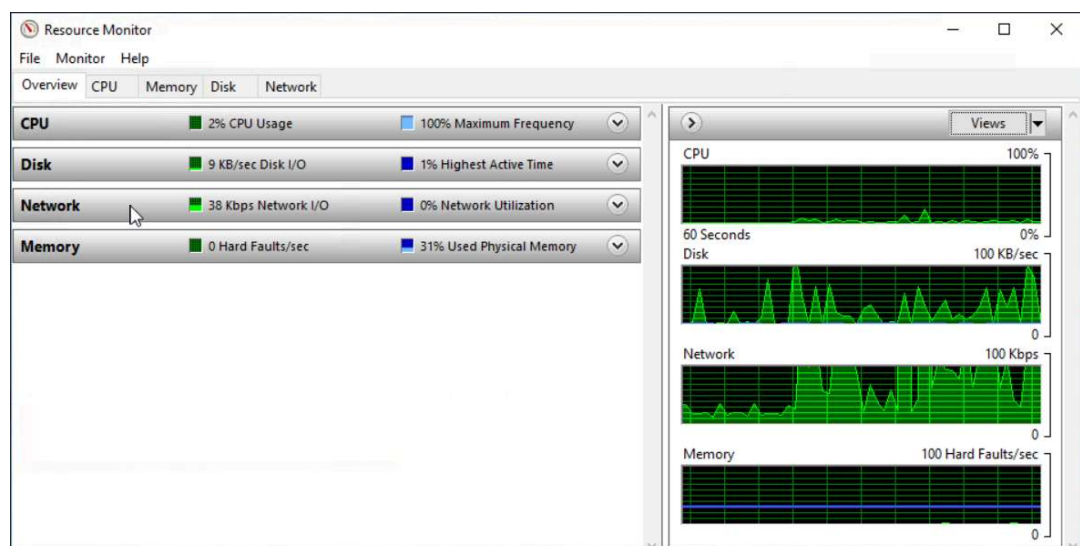 Resource Monitor
File Monitor Help
Overview CPU Memory Disk Network
CPU 2% CPU Usage 100% Maximum Frequency
Disk 9 KB/sec Disk I/O 1% Highest Active Time
Network 38 Kbps Network I/O 0% Network Utilization
Memory 0 Hard Faults/sec 31% Used Physical Memory
Views
CPU 100%
60 Seconds 0%
Disk 100 KB/sec
0
Network 100 Kbps
0
Memory 100 Hard Faults/sec
0